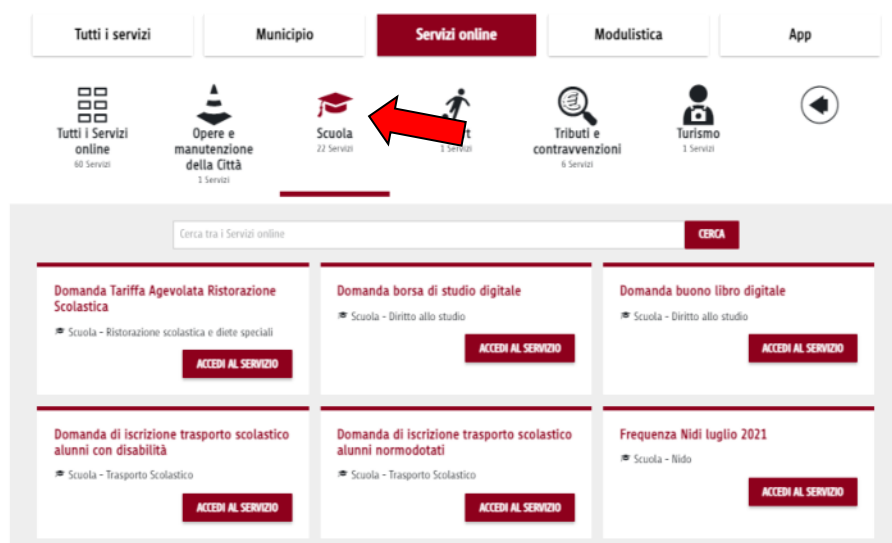 Tutti i servizi
Municipio
Servizi online
Modulistica
App
Tutti i Servizi
online
60 Servizi
Opere e
manutenzione
della Città
1 Servizi
Scuola
22 Servizi
1 Servizi
Tributi e
contravvenzioni
6 Servizi
Turismo
1 Servizi
Cerca tra i Servizi online
CERCA
Domanda Tariffa Agevolata Ristorazione
Scolastica
Scuola - Ristorazione scolastica e diete speciali
ACCEDI AL SERVIZIO
Domanda borsa di studio digitale
Scuola - Diritto allo studio
ACCEDI AL SERVIZIO
Domanda buono libro digitale
Scuola - Diritto allo studio
ACCEDI AL SERVIZIO
Domanda di iscrizione trasporto scolastico
alunni con disabilità
Scuola - Trasporto Scolastico
ACCEDI AL SERVIZIO
Domanda di iscrizione trasporto scolastico
alunni normodotati
Scuola - Trasporto Scolastico
ACCEDI AL SERVIZIO
Frequenza Nidi luglio 2021
Scuola - Nido
ACCEDI AL SERVIZIO